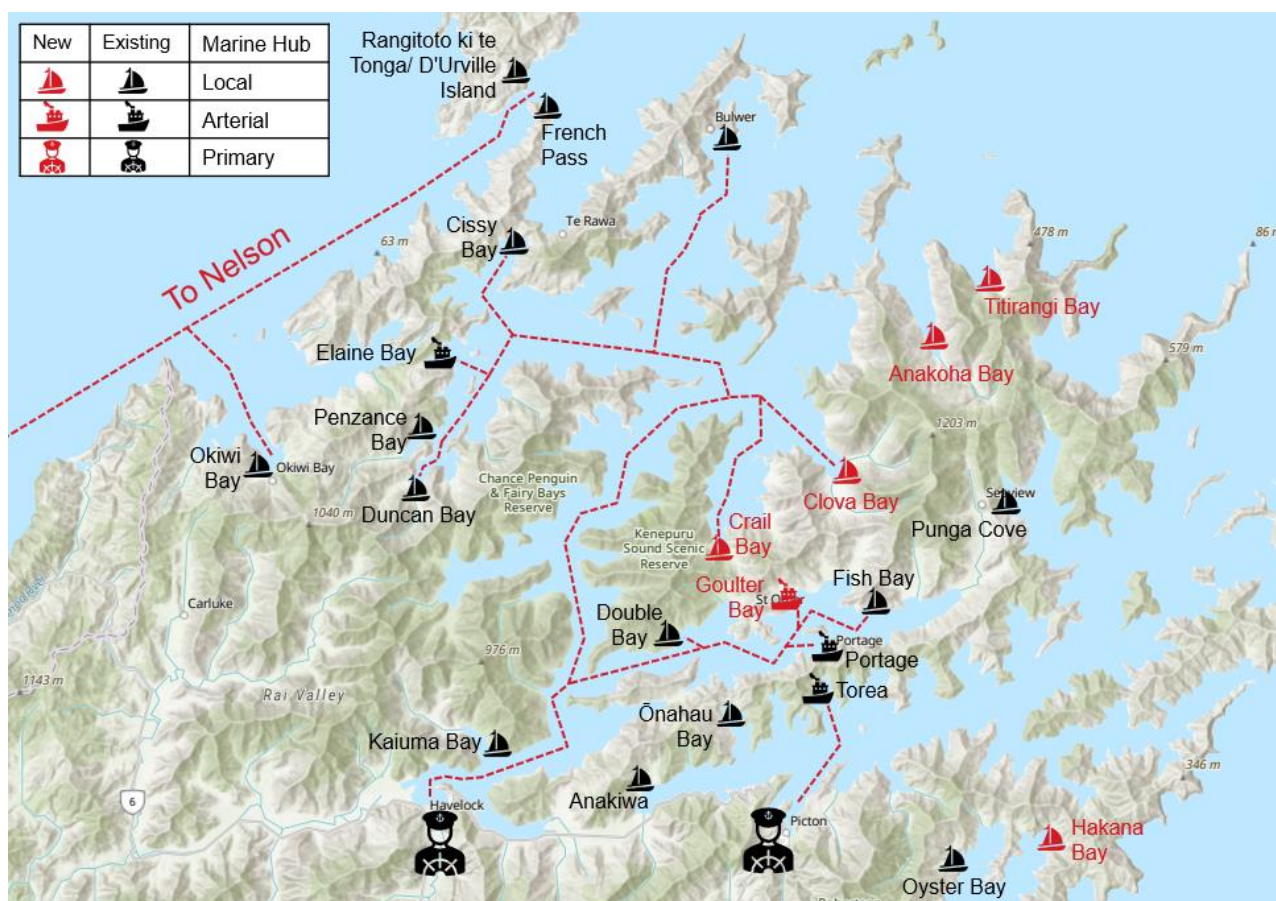 New Existing Marine Hub
Local
Arterial
Primary
Rangitoto ki te
Tonga/ D'Urville
Island
French
Pass
Bulwer
Cissy
Bay
Te Rawa
63 m
478 m
86 m
To Nelson
Titirangi Bay
Elaine Bay
Anakoha Bay
579 m
Penzance
Bay
1203 m
Okiwi
Bay
Okiwi Bay
Chance Penguin
& Fairy Bays
Reserve
Clova Bay
Duncan Bay
1040 m
Punga Cove
Crail
Bay
Kenepuru
Sound Scenic
Reserve
Goulter
Bay
Fish Bay
Carluke
Double
Bay
Portage
Portage
976 m
1143 m
Rai Valley
Torea
Ōnahau
Bay
Kaiuma Bay
Anakiwa
346 m
6
Havelock
Picton
Hakana
Bay
Oyster Bay